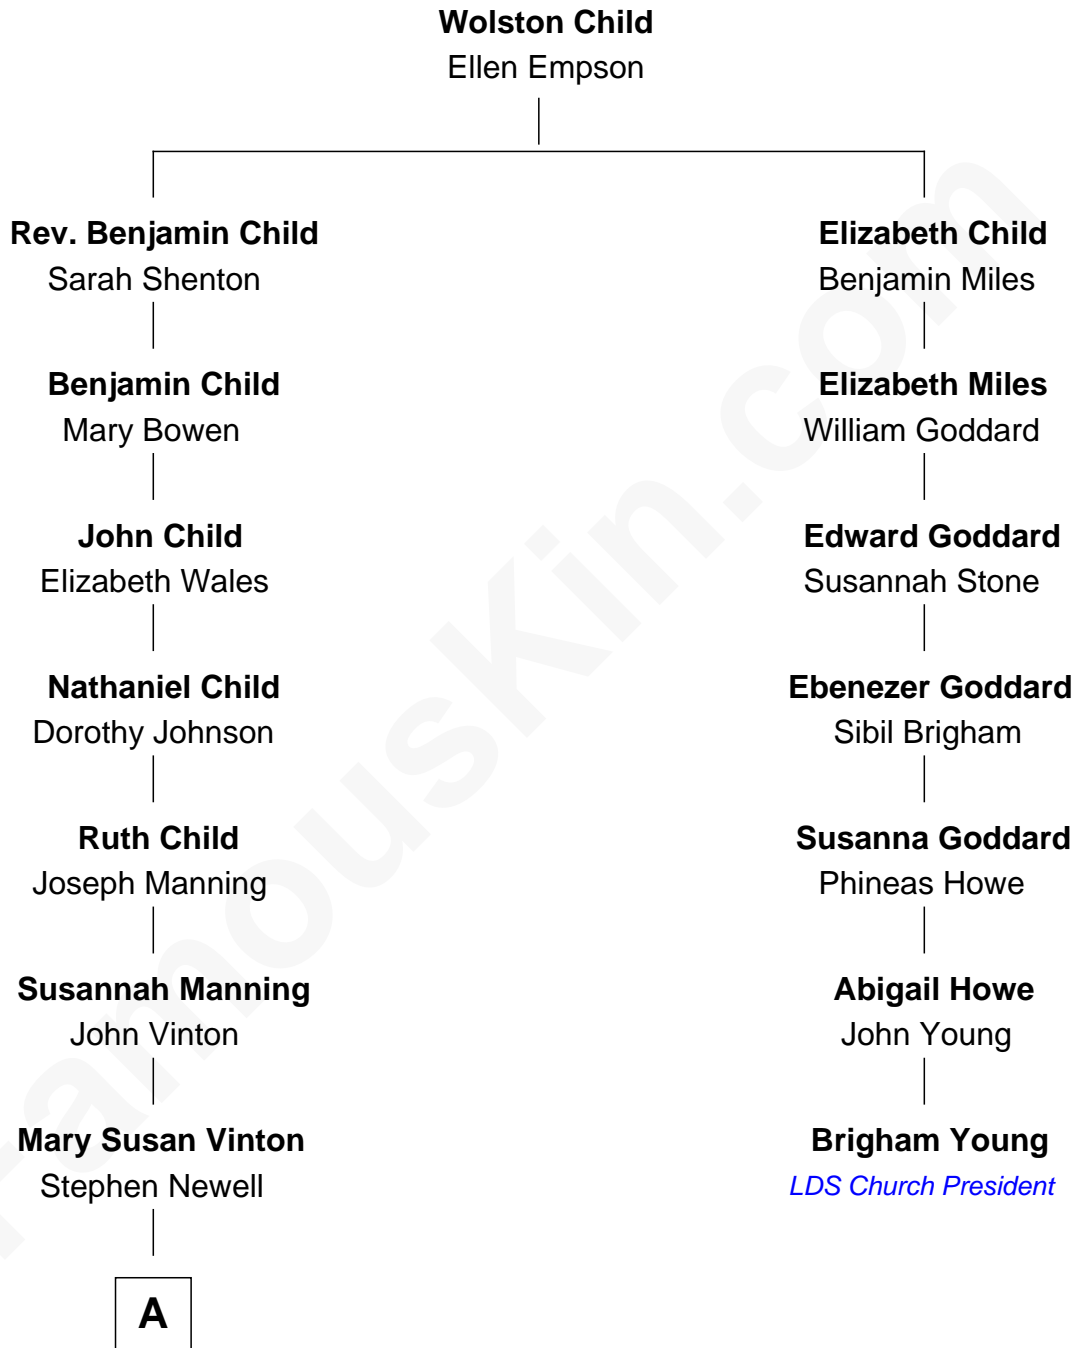 Wolston Child
Ellen Empson
Rev. Benjamin Child
Sarah Shenton
Benjamin Child
Mary Bowen
John Child
Elizabeth Wales
Nathaniel Child
Dorothy Johnson
Ruth Child
Joseph Manning
Susannah Manning
John Vinton
Mary Susan Vinton
Stephen Newell
A
Elizabeth Child
Benjamin Miles
Elizabeth Miles
William Goddard
Edward Goddard
Susannah Stone
Ebenezer Goddard
Sibil Brigham
Susanna Goddard
Phineas Howe
Abigail Howe
John Young
Brigham Young
LDS Church President
FamousKin.com